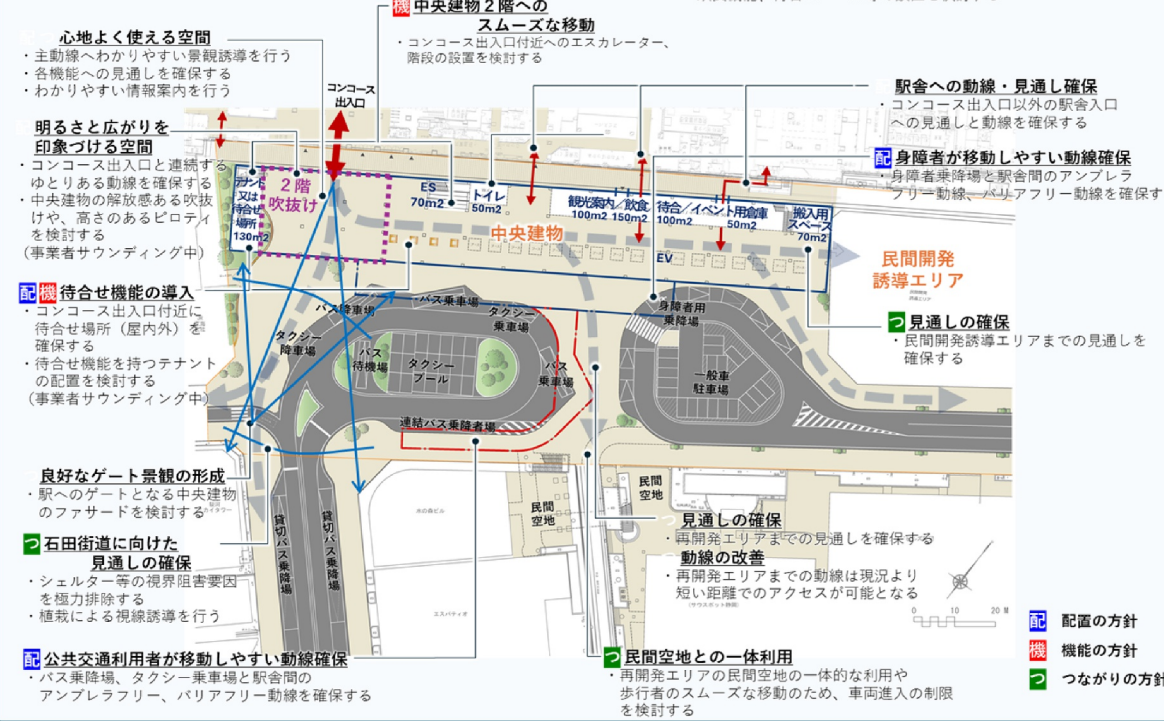 機 中央建物２階への
スムーズな移動
・コンコース出入口付近へのエスカレーター、
階段の設置を検討する
心地よく使える空間
・主動線へわかりやすい景観誘導を行う
・各機能への見通しを確保する
・わかりやすい情報案内を行う
明るさと広がりを
印象づける空間
・コンコース出入口と連続する
ゆとりある動線を確保する
・中央建物の解放感ある吹抜
けや、高さのあるピロティ
を検討する
（事業者サウンディング中）
配 機 待合せ機能の導入
・コンコース出入口付近に
待合せ場所（屋内外）を
確保する
・待合せ機能を持つテナント
の配置を検討する
（事業者サウンディング中）
良好なゲート景観の形成
・駅へのゲートとなる中央建物
のファサードを検討する
つ 石田街道に向けた
見通しの確保
・シェルター等の視界阻害要因
を極力排除する
・植栽による視線誘導を行う
配 公共交通利用者が移動しやすい動線確保
・バス乗降場、タクシー乗車場と駅舎間の
アンブレラフリー、バリアフリー動線を確保する
コンコース
出入口
テナント
又は
待合せ
場所
130m2
２階
吹抜け
ES
70m2
トイレ
50m2
中央建物
観光案内／飲食
100m2 150m2
待合／イベント用倉庫
100m2
50m2
搬入用
スペース
70m2
EV
民間開発
誘導エリア
バス降車場
バス乗車場
タクシー
乗車場
タクシー
降車場
バス
待機場
タクシー
プール
バス
乗車場
連結バス乗降者場
身障者用
乗降場
一般車
駐車場
貸切バス乗降場
貸切バス乗降場
水の森ビル
エスパティオ
民間
空地
民間
空地
駅舎への動線・見通し確保
・コンコース出入口以外の駅舎入口
への見通しと動線を確保する
配 身障者が移動しやすい動線確保
・身障者乗降場と駅舎間のアンブレラ
フリー動線、バリアフリー動線を確保す
つ 見通しの確保
・民間開発誘導エリアまでの見通しを
確保する
見通しの確保
・再開発エリアまでの見通しを確保する
動線の改善
・再開発エリアまでの動線は現況より
短い距離でのアクセスが可能となる
つ 民間空地との一体利用
・再開発エリアの民間空地の一体的な利用や
歩行者のスムーズな移動のため、車両進入の制限
を検討する
0 10 20 M
配 配置の方針
機 機能の方針
つ つながりの方針